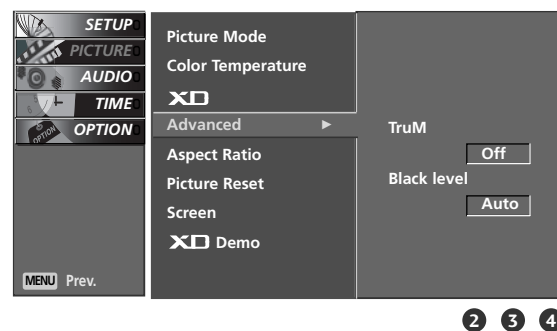 SETUP
PICTURE
AUDIO
TIME
OPTION
MENU Prev.
Picture Mode
Color Temperature
XD
Advanced ►
Aspect Ratio
Picture Reset
Screen
XD Demo
TruM
Off
Black level
Auto
2 3 4